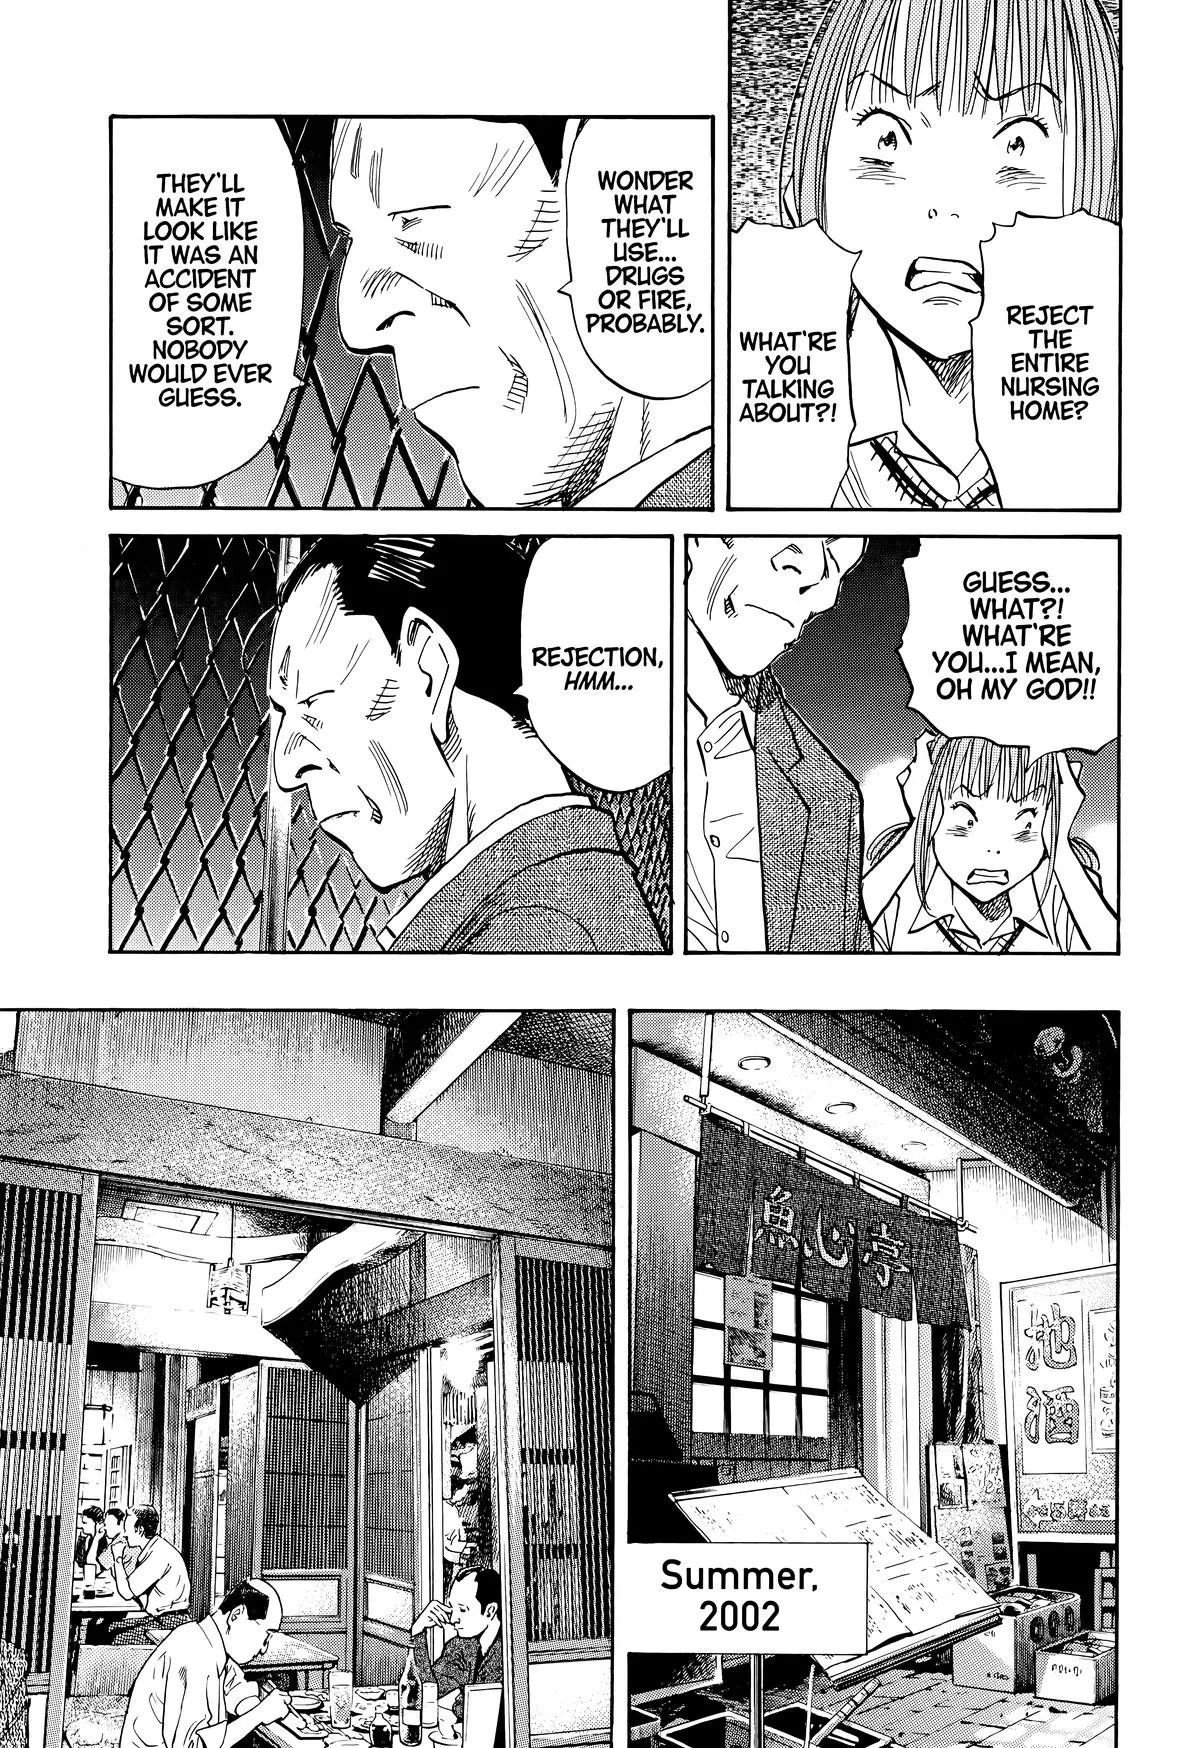 REJECT
THE
ENTIRE
NURSING
HOME?
WHAT'RE
YOU
TALKING
ABOUT?!
WONDER
WHAT
THEY'LL
USE...
DRUGS
OR FIRE,
PROBABLY.
THEY'LL
MAKE IT
LOOK LIKE
IT WAS AN
ACCIDENT
OF SOME
SORT.
NOBODY
WOULD EVER
GUESS.
GUESS...
WHAT?!
WHAT'RE
YOU...I MEAN,
OH MY GOD!!
REJECTION,
HMM...
魚心亭
地酒
Summer,
2002